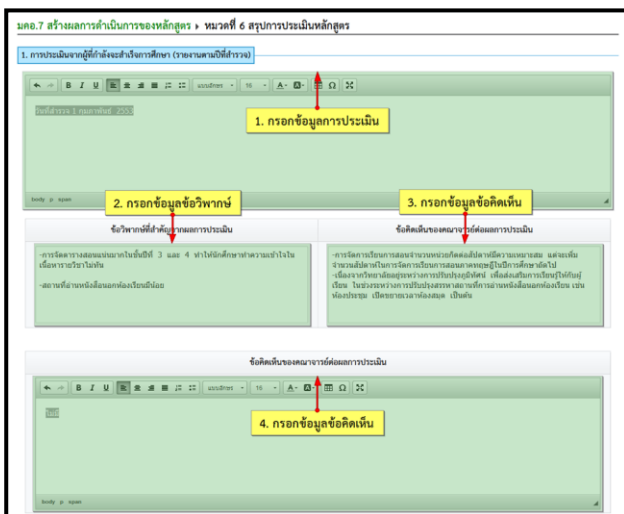 มคอ.7 สร้างผลการดำเนินการของหลักสูตร ▸ หมวดที่ 6 สรุปการประเมินหลักสูตร
1. การประเมินจากผู้ที่กำลังจะสำเร็จการศึกษา (รายงานตามปีที่สำรวจ)
B I U แบบอักษร 16 A A Ω
วันที่สำรวจ 1 กุมภาพันธ์ 2553
1. กรอกข้อมูลการประเมิน
body p span
2. กรอกข้อมูลข้อวิพากษ์
3. กรอกข้อมูลข้อคิดเห็น
ข้อวิพากษ์ที่สำคัญจากผลการประเมิน
ข้อคิดเห็นของคณาจารย์ต่อผลการประเมิน
-การจัดตารางสอนแน่นมากในชั้นปีที่ 3 และ 4 ทำให้นักศึกษาทำความเข้าใจใน
เนื้อหารายวิชาไม่ทัน
-สถานที่อ่านหนังสือนอกห้องเรียนมีน้อย
-การจัดการเรียนการสอนจำนวนหน่วยกิตต่อสัปดาห์มีความเหมาะสม แต่จะเพิ่ม
จำนวนสัปดาห์ในการจัดการเรียนการสอนภาคทฤษฎีในปีการศึกษาถัดไป
-เนื่องจากวิทยาลัยอยู่ระหว่างการปรับปรุงภูมิทัศน์ เพื่อส่งเสริมการเรียนรู้ให้กับผู้
เรียน ในช่วงระหว่างการปรับปรุงสรรหาสถานที่การอ่านหนังสือนอกห้องเรียน เช่น
ห้องประชุม เปิดขยายเวลาห้องสมุด เป็นต้น
ข้อคิดเห็นของคณาจารย์ต่อผลการประเมิน
B I U แบบอักษร 16 A A Ω
4. กรอกข้อมูลข้อคิดเห็น
body p span